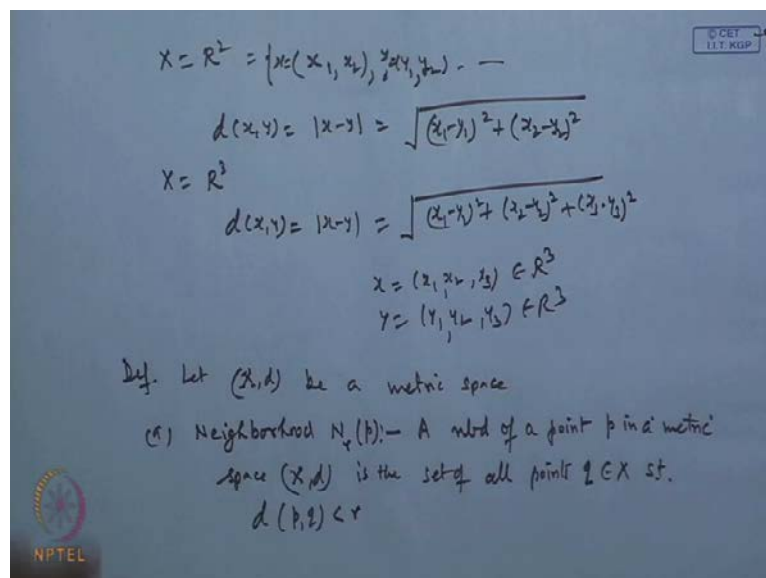 © CET
I.I.T. KGP
X = R² = {x=(x₁, x₂), y=(y₁, y₂) . . —
d(x,y) = |x-y| = √(x₁-y₁)² + (x₂-y₂)²
X = R³
d(x,y) = |x-y| = √(x₁-y₁)² + (x₂-y₂)² + (x₃-y₃)²
x = (x₁, x₂, x₃) ∈ R³
y = (y₁, y₂, y₃) ∈ R³
Def. Let (X,d) be a metric space
(a) Neighborhood Nᵣ(p):— A nbd of a point p in a metric
space (X,d) is the set of all points q ∈ X st.
d(p,q) < r
NPTEL